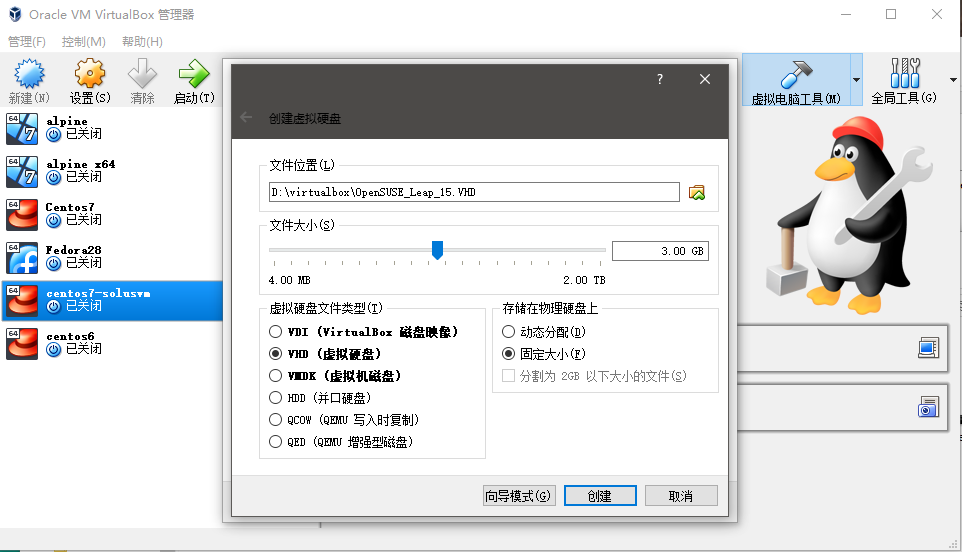 Oracle VM VirtualBox 管理器
管理(F) 控制(M) 帮助(H)
新建(N) 设置(S) 清除 启动(T)
虚拟电脑工具(M) 全局工具(G)
64 alpine
已关闭
64 alpine x64
已关闭
64 Centos7
已关闭
64 Fedora28
已关闭
64 centos7-solusvm
已关闭
64 centos6
已关闭
?
创建虚拟硬盘
文件位置(L)
D:\virtualbox\OpenSUSE_Leap_15.VHD
文件大小(S)
3.00 GB
4.00 MB 2.00 TB
虚拟硬盘文件类型(T)
VDI (VirtualBox 磁盘映像)
VHD (虚拟硬盘)
VMDK (虚拟机磁盘)
HDD (并口硬盘)
QCOW (QEMU 写入时复制)
QED (QEMU 增强型磁盘)
存储在物理硬盘上
动态分配(D)
固定大小(F)
分割为 2GB 以下大小的文件(S)
向导模式(G) 创建 取消